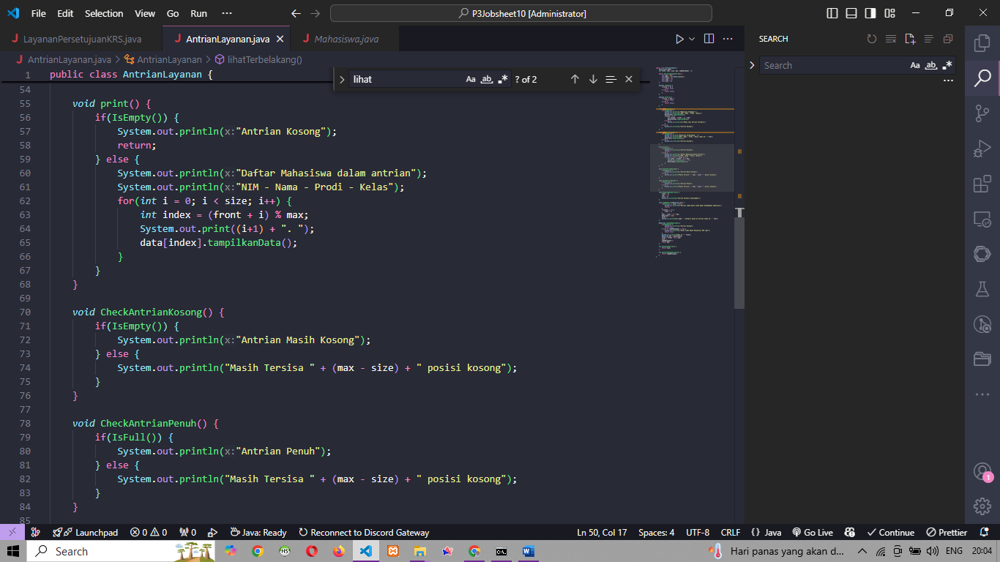 File Edit Selection View Go Run ··· P3Jobsheet10 [Administrator]
LayananPersetujuanKRS.java AntrianLayanan.java Mahasiswa.java
AntrianLayanan.java > AntrianLayanan > lihatTerbelakang()
lihat Aa ab ? of 2
SEARCH
Search Aa ab
1 public class AntrianLayanan {
54
55 void print() {
56 if(IsEmpty()) {
57 System.out.println(x:"Antrian Kosong");
58 return;
59 } else {
60 System.out.println(x:"Daftar Mahasiswa dalam antrian");
61 System.out.println(x:"NIM - Nama - Prodi - Kelas");
62 for(int i = 0; i < size; i++) {
63 int index = (front + i) % max;
64 System.out.print((i+1) + ". ");
65 data[index].tampilkanData();
66 }
67 }
68 }
69
70 void CheckAntrianKosong() {
71 if(IsEmpty()) {
72 System.out.println(x:"Antrian Masih Kosong");
73 } else {
74 System.out.println("Masih Tersisa " + (max - size) + " posisi kosong");
75 }
76 }
77
78 void CheckAntrianPenuh() {
79 if(IsFull()) {
80 System.out.println(x:"Antrian Penuh");
81 } else {
82 System.out.println("Masih Tersisa " + (max - size) + " posisi kosong");
83 }
84 }
85
1
Launchpad 0 0 0 Java: Ready Reconnect to Discord Gateway Ln 50, Col 17 Spaces: 4 UTF-8 CRLF {} Java Go Live Continue Prettier
Search Hari panas yang akan d... ENG 20:04